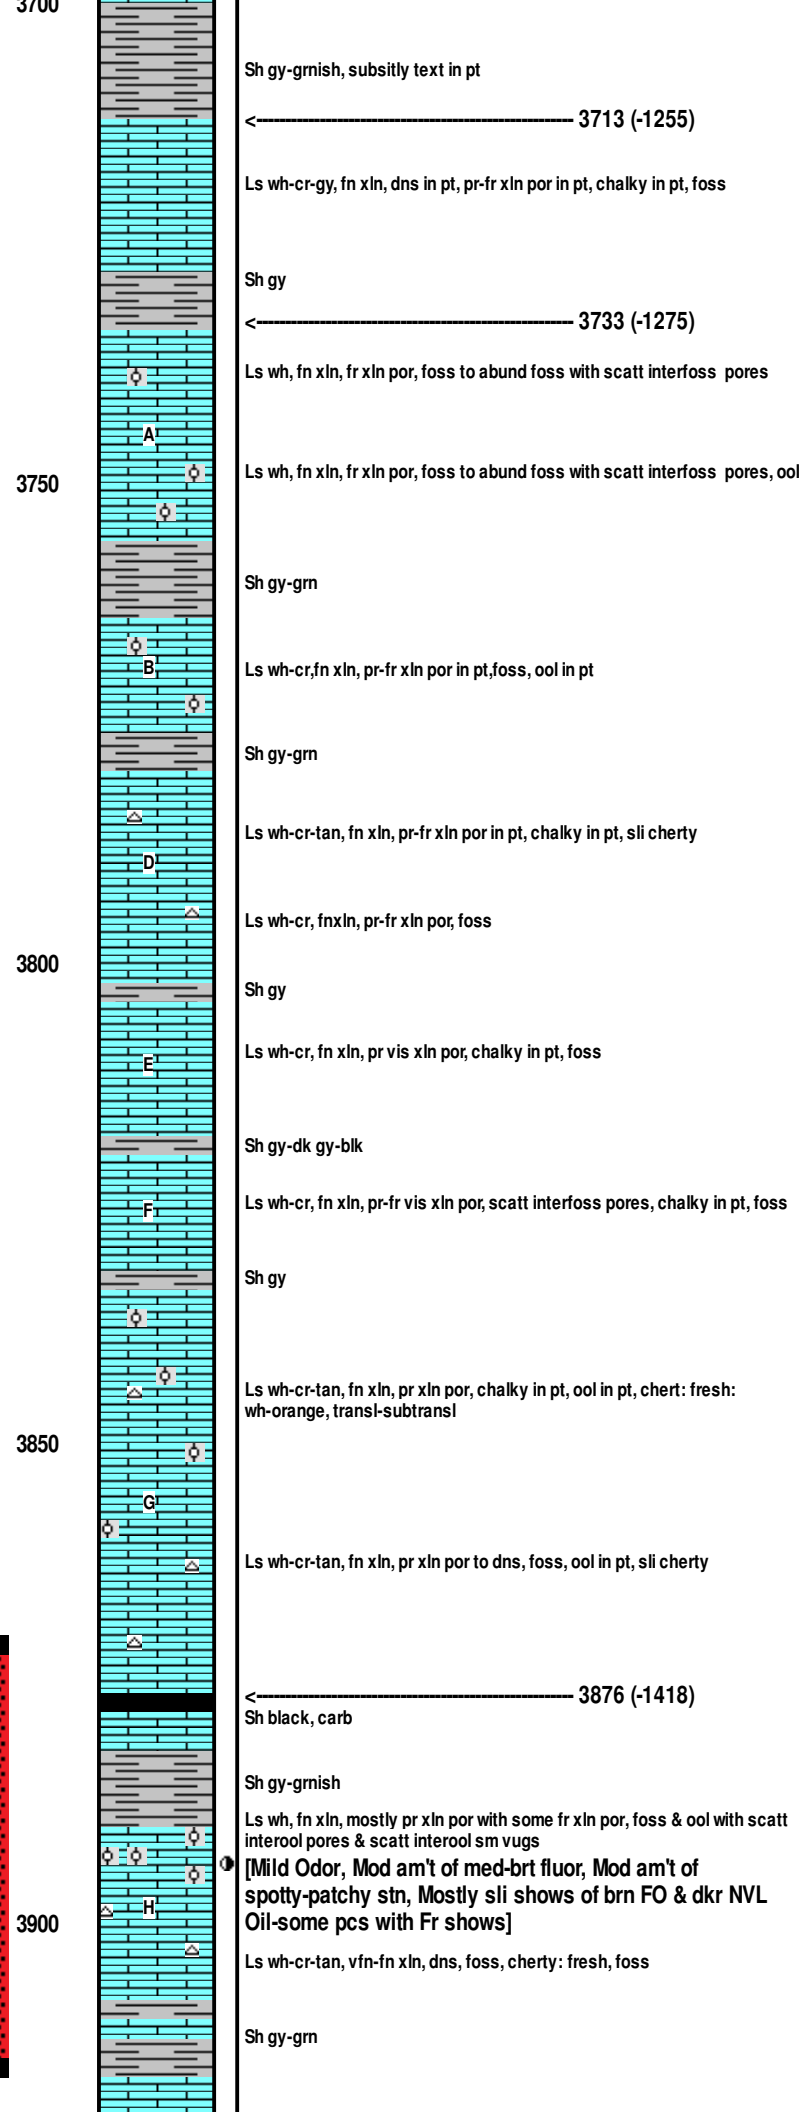 3700
Sh gy-grnish, subsitly text in pt
<------------------------------------------------------- 3713 (-1255)
Ls wh-cr-gy, fn xln, dns in pt, pr-fr xln por in pt, chalky in pt, foss
Sh gy
<------------------------------------------------------- 3733 (-1275)
Ls wh, fn xln, fr xln por, foss to abund foss with scatt interfoss pores
A
Ls wh, fn xln, fr xln por, foss to abund foss with scatt interfoss pores, ool
3750
Sh gy-grn
B
Ls wh-cr,fn xln, pr-fr xln por in pt,foss, ool in pt
Sh gy-grn
Ls wh-cr-tan, fn xln, pr-fr xln por in pt, chalky in pt, sli cherty
D
Ls wh-cr, fnxln, pr-fr xln por, foss
3800
Sh gy
Ls wh-cr, fn xln, pr vis xln por, chalky in pt, foss
E
Sh gy-dk gy-blk
Ls wh-cr, fn xln, pr-fr vis xln por, scatt interfoss pores, chalky in pt, foss
F
Sh gy
Ls wh-cr-tan, fn xln, pr xln por, chalky in pt, ool in pt, chert: fresh:
wh-orange, transl-subtransl
3850
G
Ls wh-cr-tan, fn xln, pr xln por to dns, foss, ool in pt, sli cherty
<------------------------------------------------------- 3876 (-1418)
Sh black, carb
Sh gy-grnish
Ls wh, fn xln, mostly pr xln por with some fr xln por, foss & ool with scatt
interool pores & scatt interool sm vugs
[Mild Odor, Mod am't of med-brt fluor, Mod am't of
spotty-patchy stn, Mostly sli shows of brn FO & dkr NVL
H
Oil-some pcs with Fr shows]
3900
Ls wh-cr-tan, vfn-fn xln, dns, foss, cherty: fresh, foss
Sh gy-grn